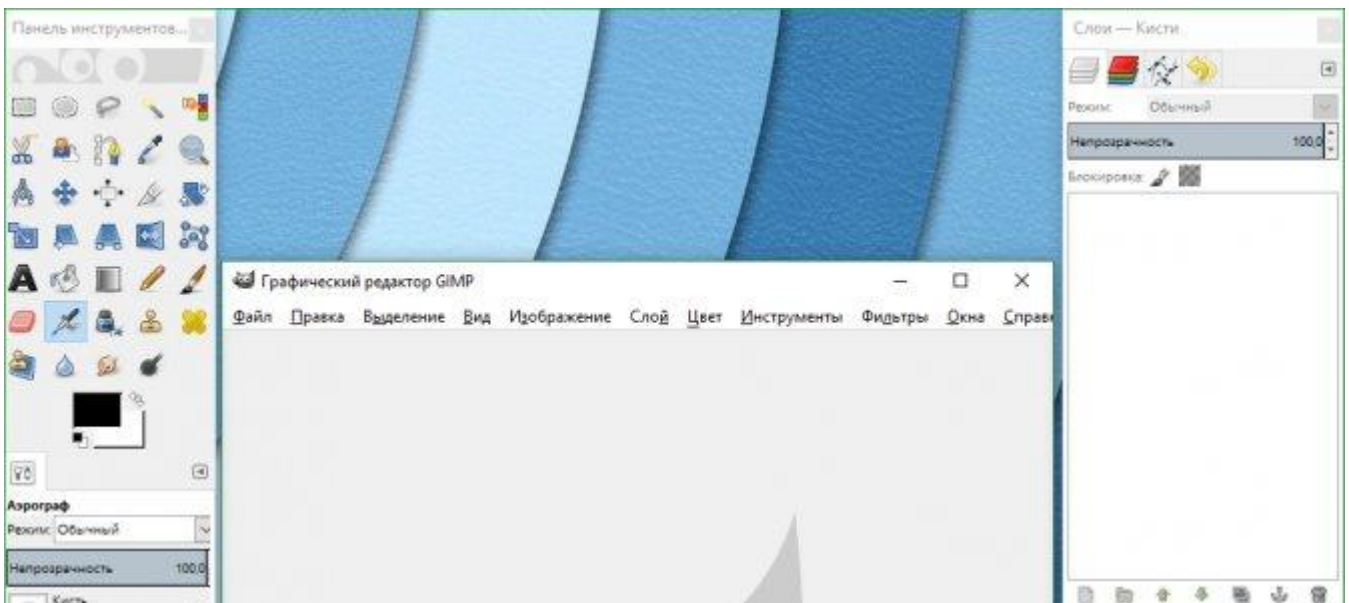 Панель инструментов...
Аэрограф
Режим: Обычный
Непрозрачность 100,0
Кисть
Графический редактор GIMP
Файл Правка Выделение Вид Изображение Слой Цвет Инструменты Фильтры Окна Справк
Слои — Кисти
Режим: Обычный
Непрозрачность 100,0
Блокировка: